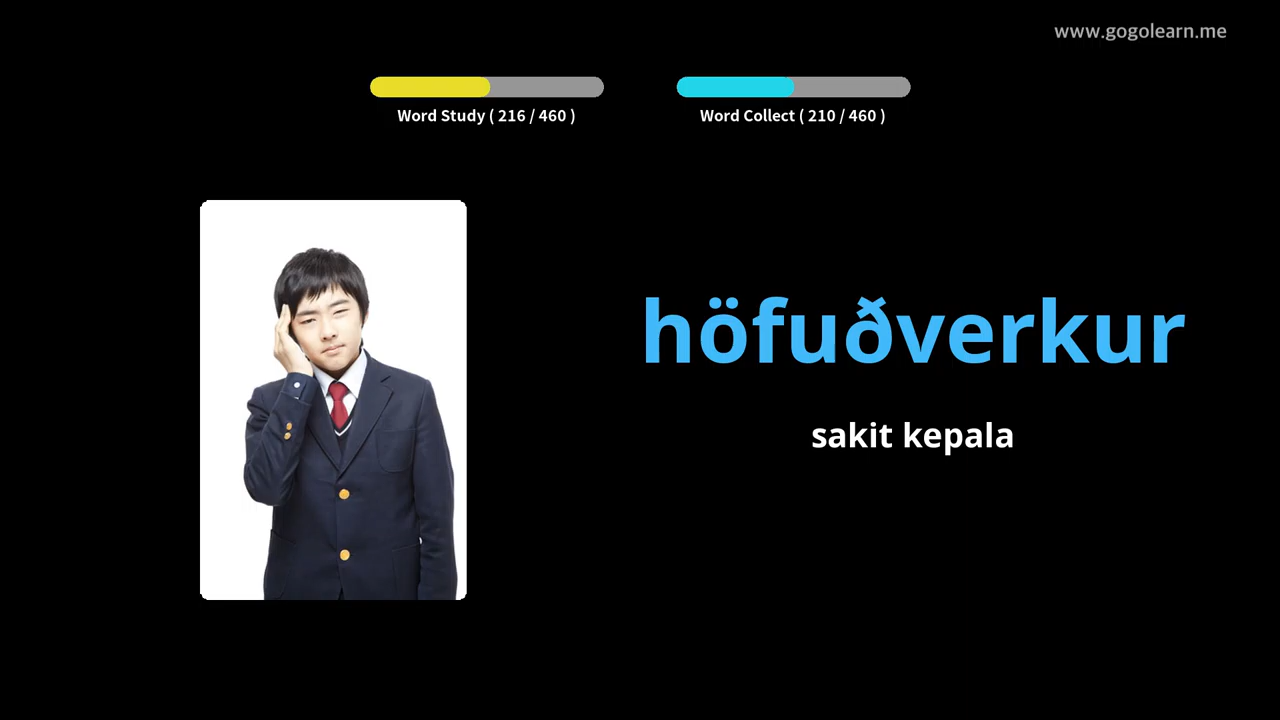 www.gogolearn.me
Word Study ( 216 / 460 )
Word Collect ( 210 / 460 )
höfuðverkur
sakit kepala